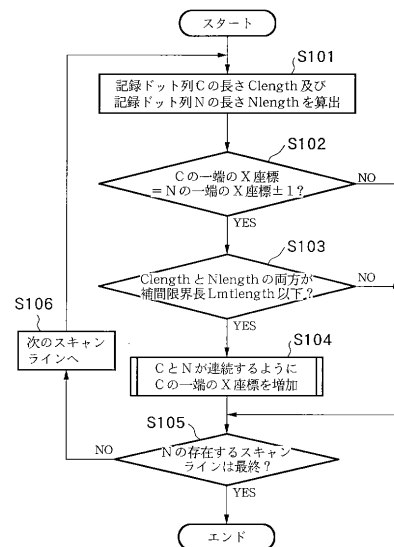 スタート
S101
記録ドット列Cの長さClength及び
記録ドット列Nの長さNlengthを算出
S102
Cの一端のX座標
=Nの一端のX座標±1?
NO
YES
S103
ClengthとNlengthの両方が
補間限界長Lmtlength以下?
NO
YES
S104
CとNが連続するように
Cの一端のX座標を増加
S106
次のスキャン
ラインへ
S105
Nの存在するスキャン
ラインは最終?
NO
YES
エンド